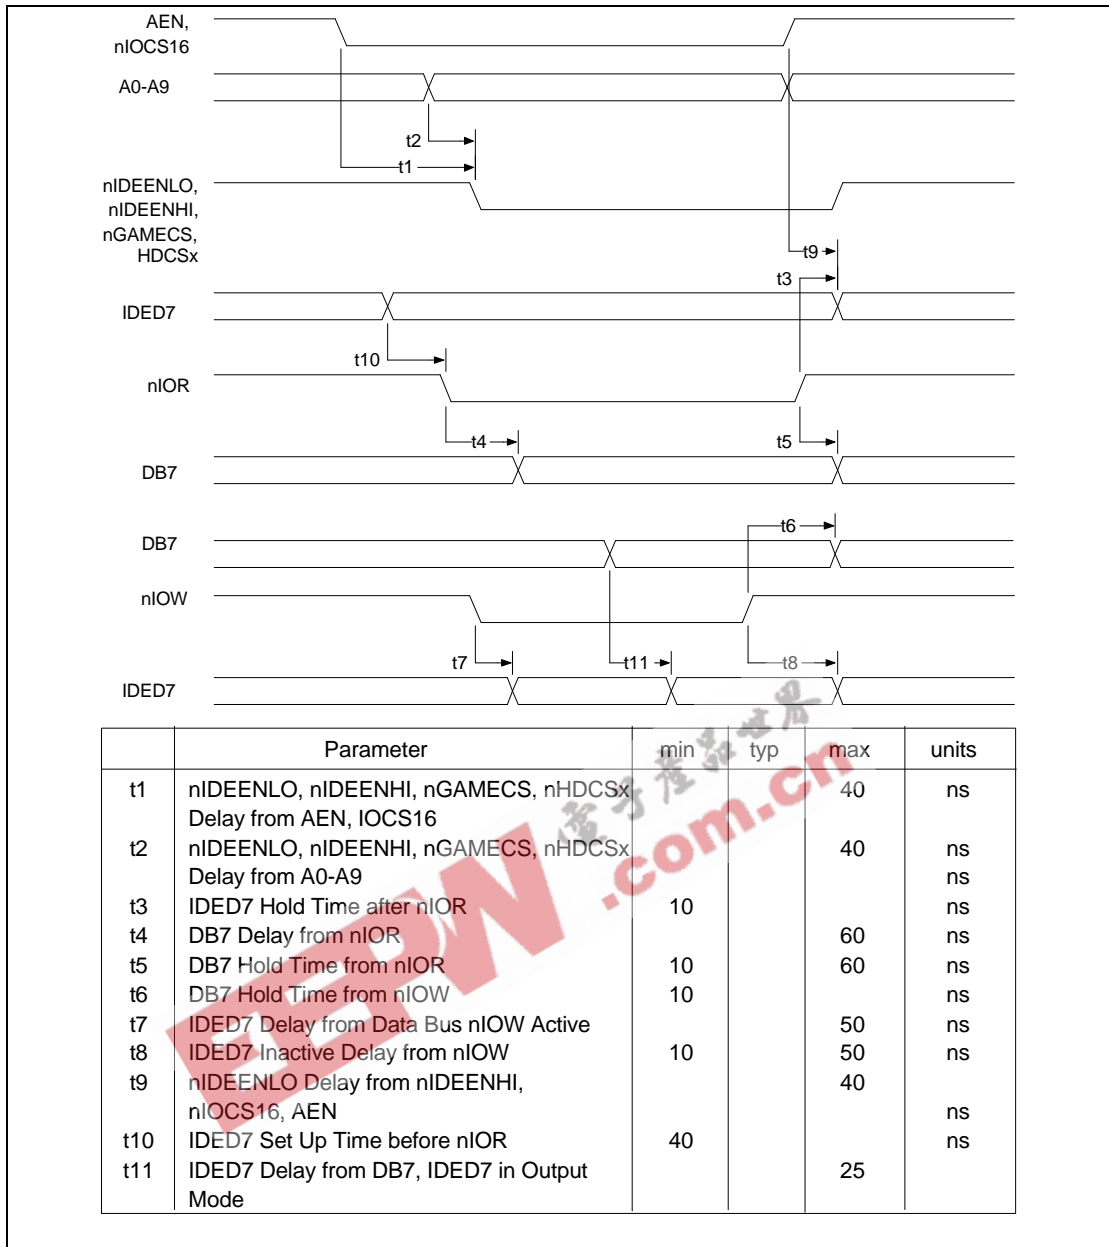 AEN,
nIOCS16
A0-A9
t2
t1
nIDEENLO,
nIDEENHI,
nGAMECS,
HDCSx
t9
t3
IDED7
t10
nIOR
t4
t5
DB7
t6
DB7
nIOW
t7
t11
t8
IDED7
Parameter min typ max units
t1 nIDEENLO, nIDEENHI, nGAMECS, nHDCSx 40 ns
Delay from AEN, IOCS16
t2 nIDEENLO, nIDEENHI, nGAMECS, nHDCSx 40 ns
Delay from A0-A9 ns
t3 IDED7 Hold Time after nIOR 10 ns
t4 DB7 Delay from nIOR 60 ns
t5 DB7 Hold Time from nIOR 10 60 ns
t6 DB7 Hold Time from nIOW 10 ns
t7 IDED7 Delay from Data Bus nIOW Active 50 ns
t8 IDED7 Inactive Delay from nIOW 10 50 ns
t9 nIDEENLO Delay from nIDEENHI, 40
nIOCS16, AEN ns
t10 IDED7 Set Up Time before nIOR 40 ns
t11 IDED7 Delay from DB7, IDED7 in Output 25
Mode
EEPW
電子產品世界
.com.cn